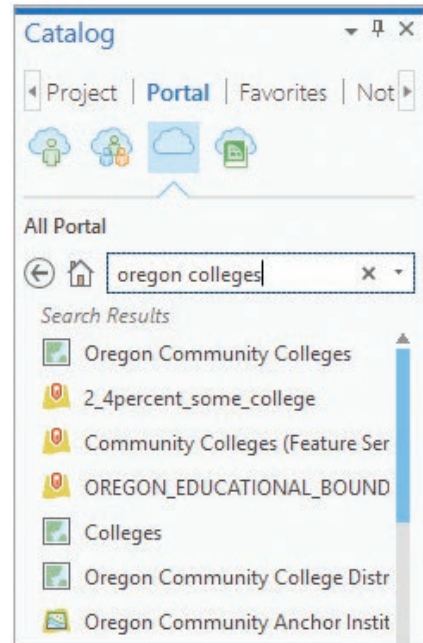 Catalog
Project | Portal | Favorites | Not
All Portal
oregon colleges
Search Results
Oregon Community Colleges
2_4percent_some_college
Community Colleges (Feature Ser
OREGON_EDUCATIONAL_BOUND
Colleges
Oregon Community College Distr
Oregon Community Anchor Instit